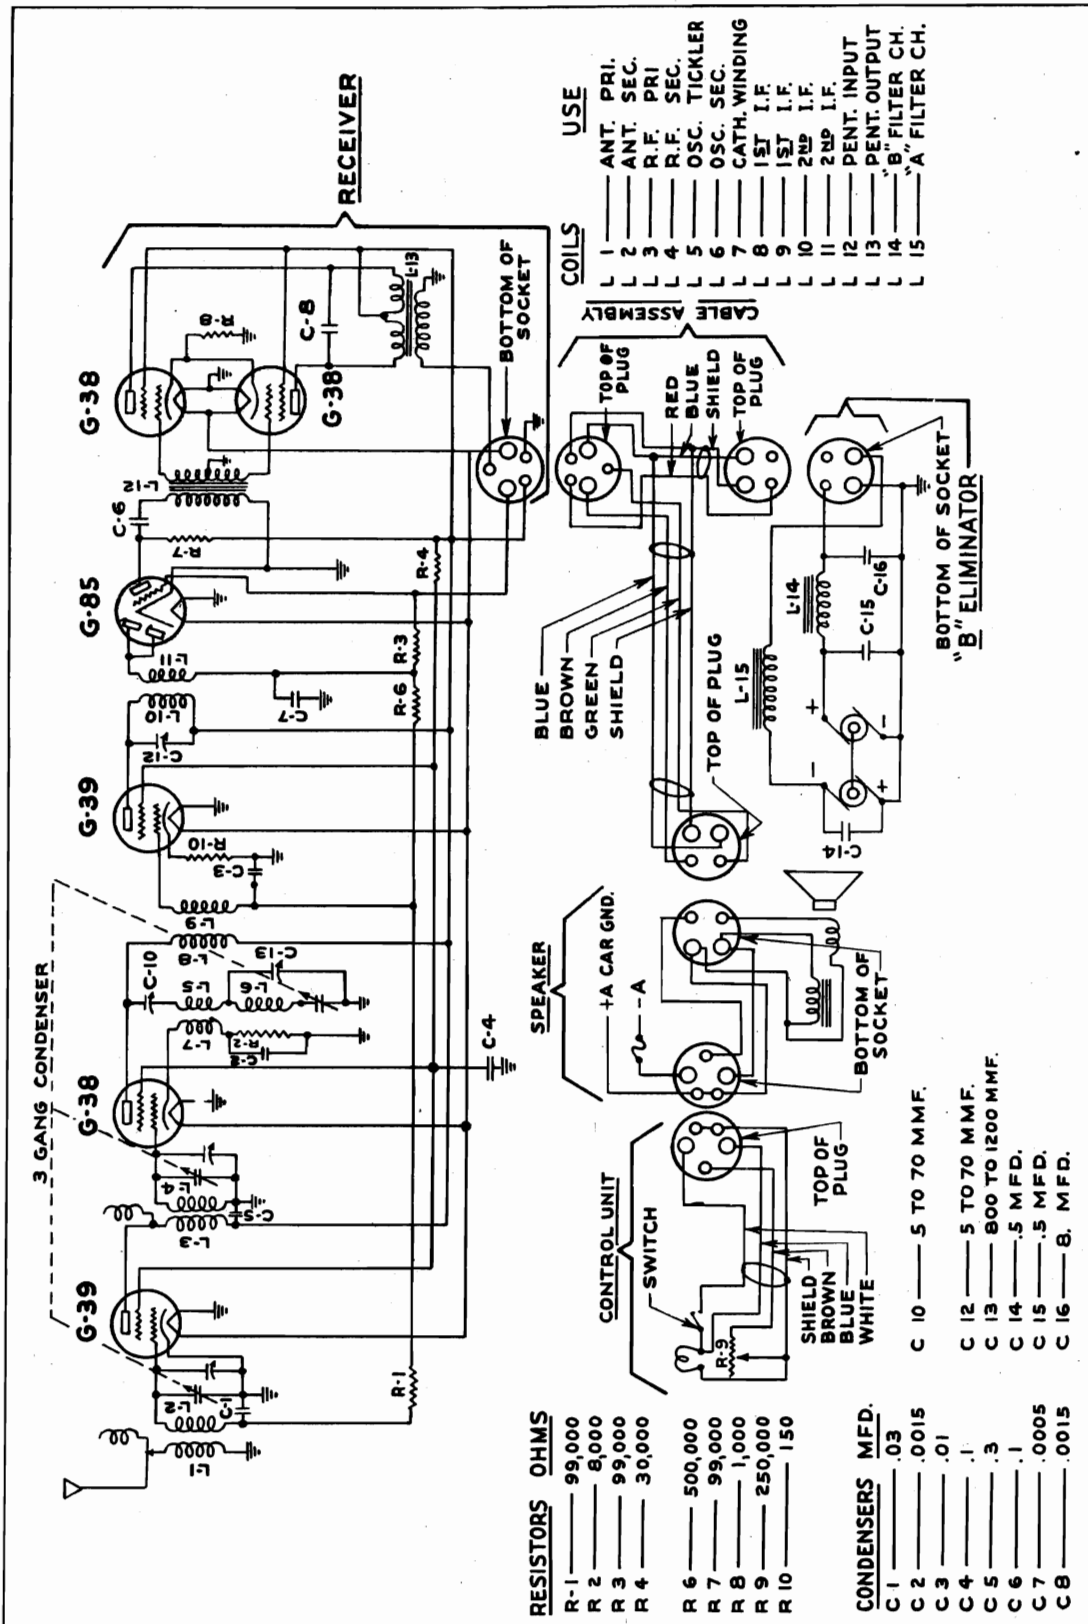 RECEIVER
3 GANG CONDENSER
G-39
G-38
G-39
G-85
G-38
G-38
L-1
L-2
C-1
R-1
L-3
C-5
L-4
C-2
R-2
L-7
L-5
L-6
C-10
C-13
L-8
L-9
C-3
R-10
C-4
C-12
L-10
L-11
C-7
R-6
R-3
R-4
R-7
C-6
L-12
R-8
C-8
L-13
BOTTOM OF
SOCKET
CONTROL UNIT
SWITCH
R-9
SHIELD
BROWN
BLUE
WHITE
TOP OF
PLUG
SPEAKER
+A CAR GND.
-A
BOTTOM OF
SOCKET
BLUE
BROWN
GREEN
SHIELD
TOP OF PLUG
CABLE ASSEMBLY
TOP OF
PLUG
RED
BLUE
SHIELD
TOP OF
PLUG
C-14
L-15
L-14
C-15
C-16
+
-
-
+
BOTTOM OF SOCKET
"B" ELIMINATOR
RESISTORS OHMS
R-1 99,000
R 2 8,000
R 3 99,000
R 4 30,000
R 6 500,000
R 7 99,000
R 8 1,000
R 9 250,000
R 10 150
CONDENSERS MFD.
C 1 .03
C 2 .0015
C 3 .01
C 4 .1
C 5 .3
C 6 .1
C 7 .0005
C 8 .0015
C 10 5 TO 70 MMF.
C 12 5 TO 70 MMF.
C 13 800 TO 1200 MMF.
C 14 .5 MFD.
C 15 .5 MFD.
C 16 8. MFD.
COILS USE
L 1 ANT. PRI.
L 2 ANT. SEC.
L 3 R.F. PRI
L 4 R.F. SEC.
L 5 OSC. TICKLER
L 6 OSC. SEC.
L 7 CATH. WINDING
L 8 1ST I.F.
L 9 1ST I.F.
L 10 2ND I.F.
L 11 2ND I.F.
L 12 PENT. INPUT
L 13 PENT. OUTPUT
L 14 "B" FILTER CH.
L 15 "A" FILTER CH.